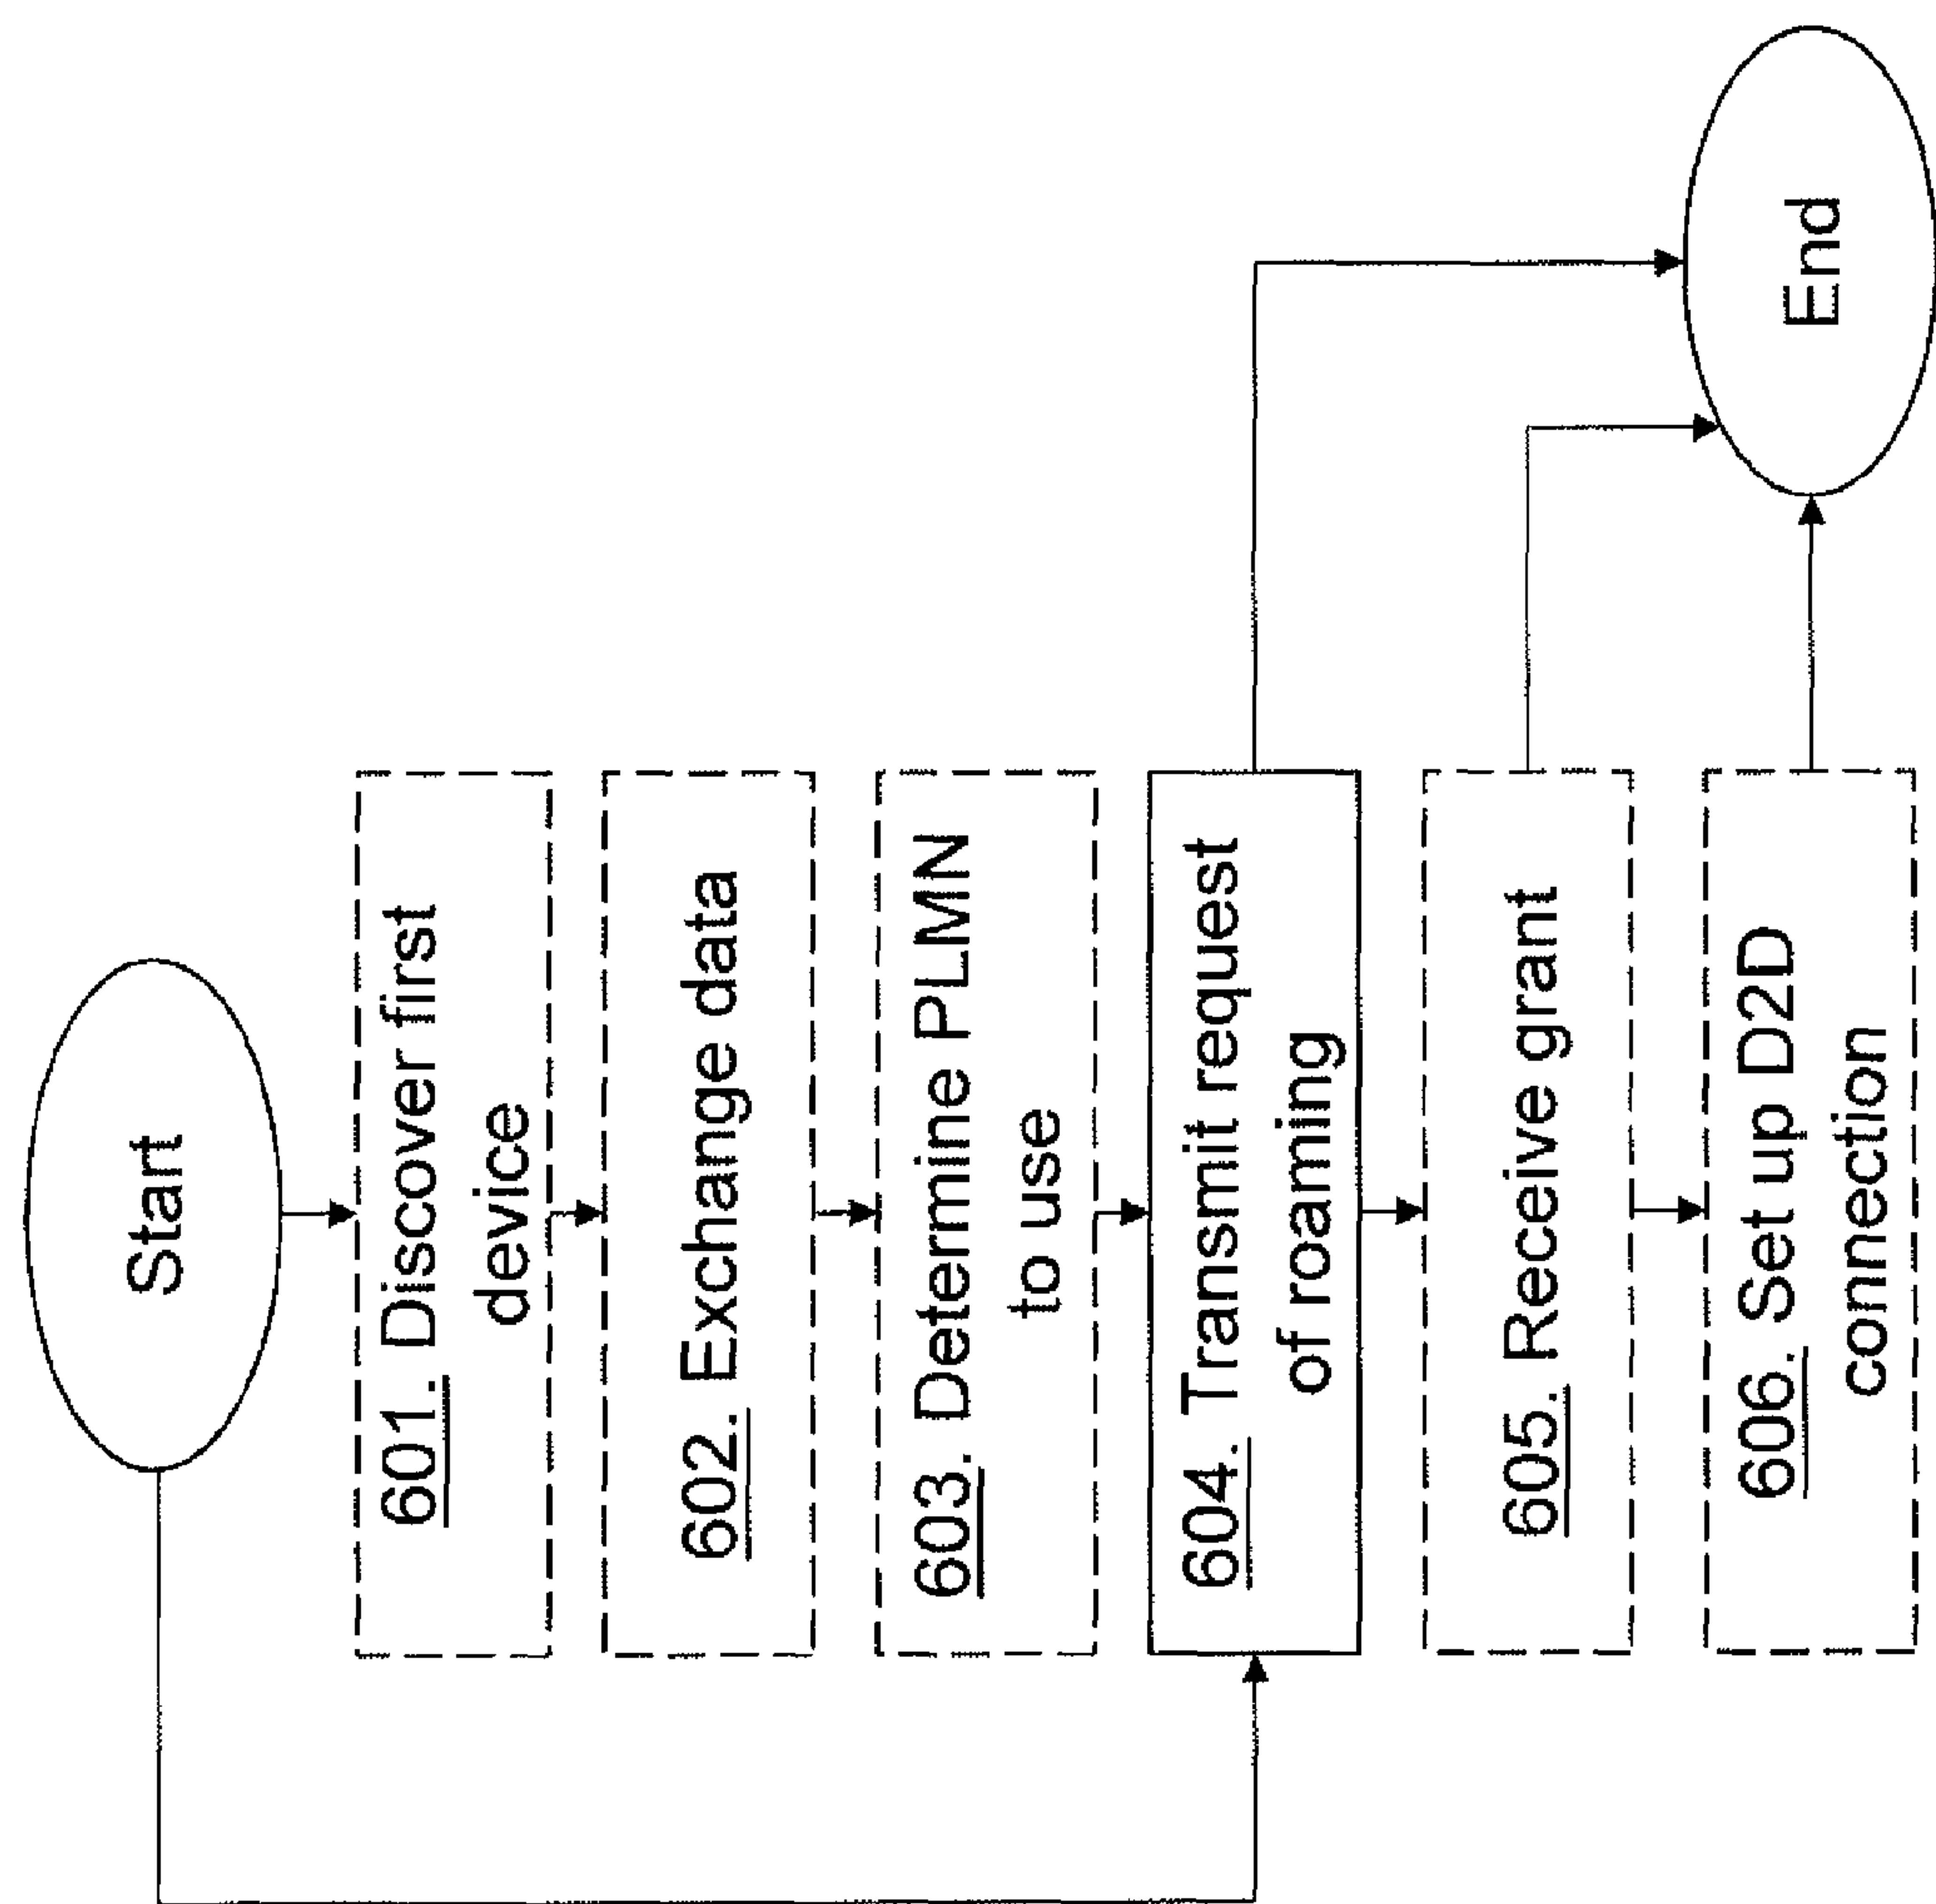 Start
601. Discover first
device
602. Exchange data
603. Determine PLMN
to use
604. Transmit request
of roaming
605. Receive grant
606. Set up D2D
connection
End